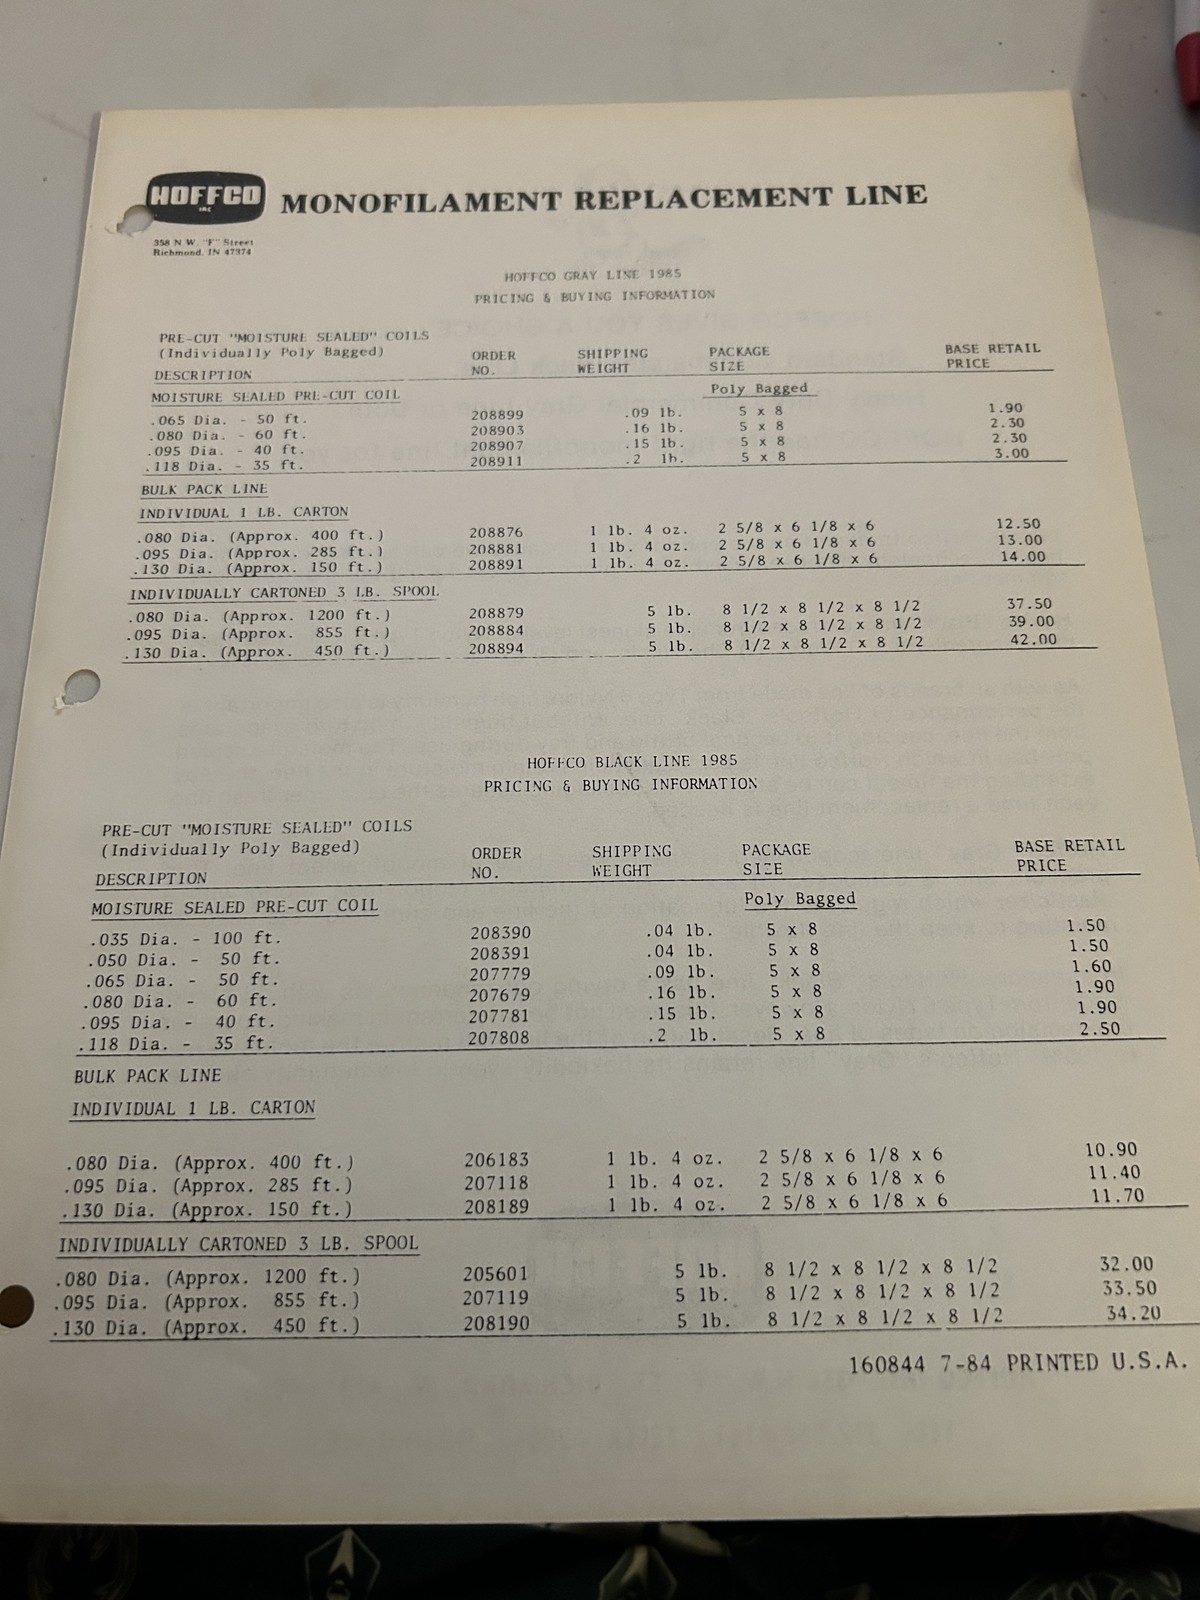 HOFFCO
INC
MONOFILAMENT REPLACEMENT LINE
358 N.W. "F" Street
Richmond, IN 47374
HOFFCO GRAY LINE 1985
PRICING & BUYING INFORMATION
PRE-CUT "MOISTURE SEALED" COILS
(Individually Poly Bagged) ORDER SHIPPING PACKAGE BASE RETAIL
DESCRIPTION NO. WEIGHT SIZE PRICE
MOISTURE SEALED PRE-CUT COIL Poly Bagged
.065 Dia. - 50 ft. 208899 .09 lb. 5 x 8 1.90
.080 Dia. - 60 ft. 208903 .16 lb. 5 x 8 2.30
.095 Dia. - 40 ft. 208907 .15 lb. 5 x 8 2.30
.118 Dia. - 35 ft. 208911 .2 lb. 5 x 8 3.00
BULK PACK LINE
INDIVIDUAL 1 LB. CARTON
.080 Dia. (Approx. 400 ft.) 208876 1 lb. 4 oz. 2 5/8 x 6 1/8 x 6 12.50
.095 Dia. (Approx. 285 ft.) 208881 1 lb. 4 oz. 2 5/8 x 6 1/8 x 6 13.00
.130 Dia. (Approx. 150 ft.) 208891 1 lb. 4 oz. 2 5/8 x 6 1/8 x 6 14.00
INDIVIDUALLY CARTONED 3 LB. SPOOL
.080 Dia. (Approx. 1200 ft.) 208879 5 lb. 8 1/2 x 8 1/2 x 8 1/2 37.50
.095 Dia. (Approx. 855 ft.) 208884 5 lb. 8 1/2 x 8 1/2 x 8 1/2 39.00
.130 Dia. (Approx. 450 ft.) 208894 5 lb. 8 1/2 x 8 1/2 x 8 1/2 42.00
HOFFCO BLACK LINE 1985
PRICING & BUYING INFORMATION
PRE-CUT "MOISTURE SEALED" COILS
(Individually Poly Bagged) ORDER SHIPPING PACKAGE BASE RETAIL
DESCRIPTION NO. WEIGHT SIZE PRICE
MOISTURE SEALED PRE-CUT COIL Poly Bagged
.035 Dia. - 100 ft. 208390 .04 lb. 5 x 8 1.50
.050 Dia. - 50 ft. 208391 .04 lb. 5 x 8 1.50
.065 Dia. - 50 ft. 207779 .09 lb. 5 x 8 1.60
.080 Dia. - 60 ft. 207679 .16 lb. 5 x 8 1.90
.095 Dia. - 40 ft. 207781 .15 lb. 5 x 8 1.90
.118 Dia. - 35 ft. 207808 .2 lb. 5 x 8 2.50
BULK PACK LINE
INDIVIDUAL 1 LB. CARTON
.080 Dia. (Approx. 400 ft.) 206183 1 lb. 4 oz. 2 5/8 x 6 1/8 x 6 10.90
.095 Dia. (Approx. 285 ft.) 207118 1 lb. 4 oz. 2 5/8 x 6 1/8 x 6 11.40
.130 Dia. (Approx. 150 ft.) 208189 1 lb. 4 oz. 2 5/8 x 6 1/8 x 6 11.70
INDIVIDUALLY CARTONED 3 LB. SPOOL
.080 Dia. (Approx. 1200 ft.) 205601 5 lb. 8 1/2 x 8 1/2 x 8 1/2 32.00
.095 Dia. (Approx. 855 ft.) 207119 5 lb. 8 1/2 x 8 1/2 x 8 1/2 33.50
.130 Dia. (Approx. 450 ft.) 208190 5 lb. 8 1/2 x 8 1/2 x 8 1/2 34.20
160844 7-84 PRINTED U.S.A.